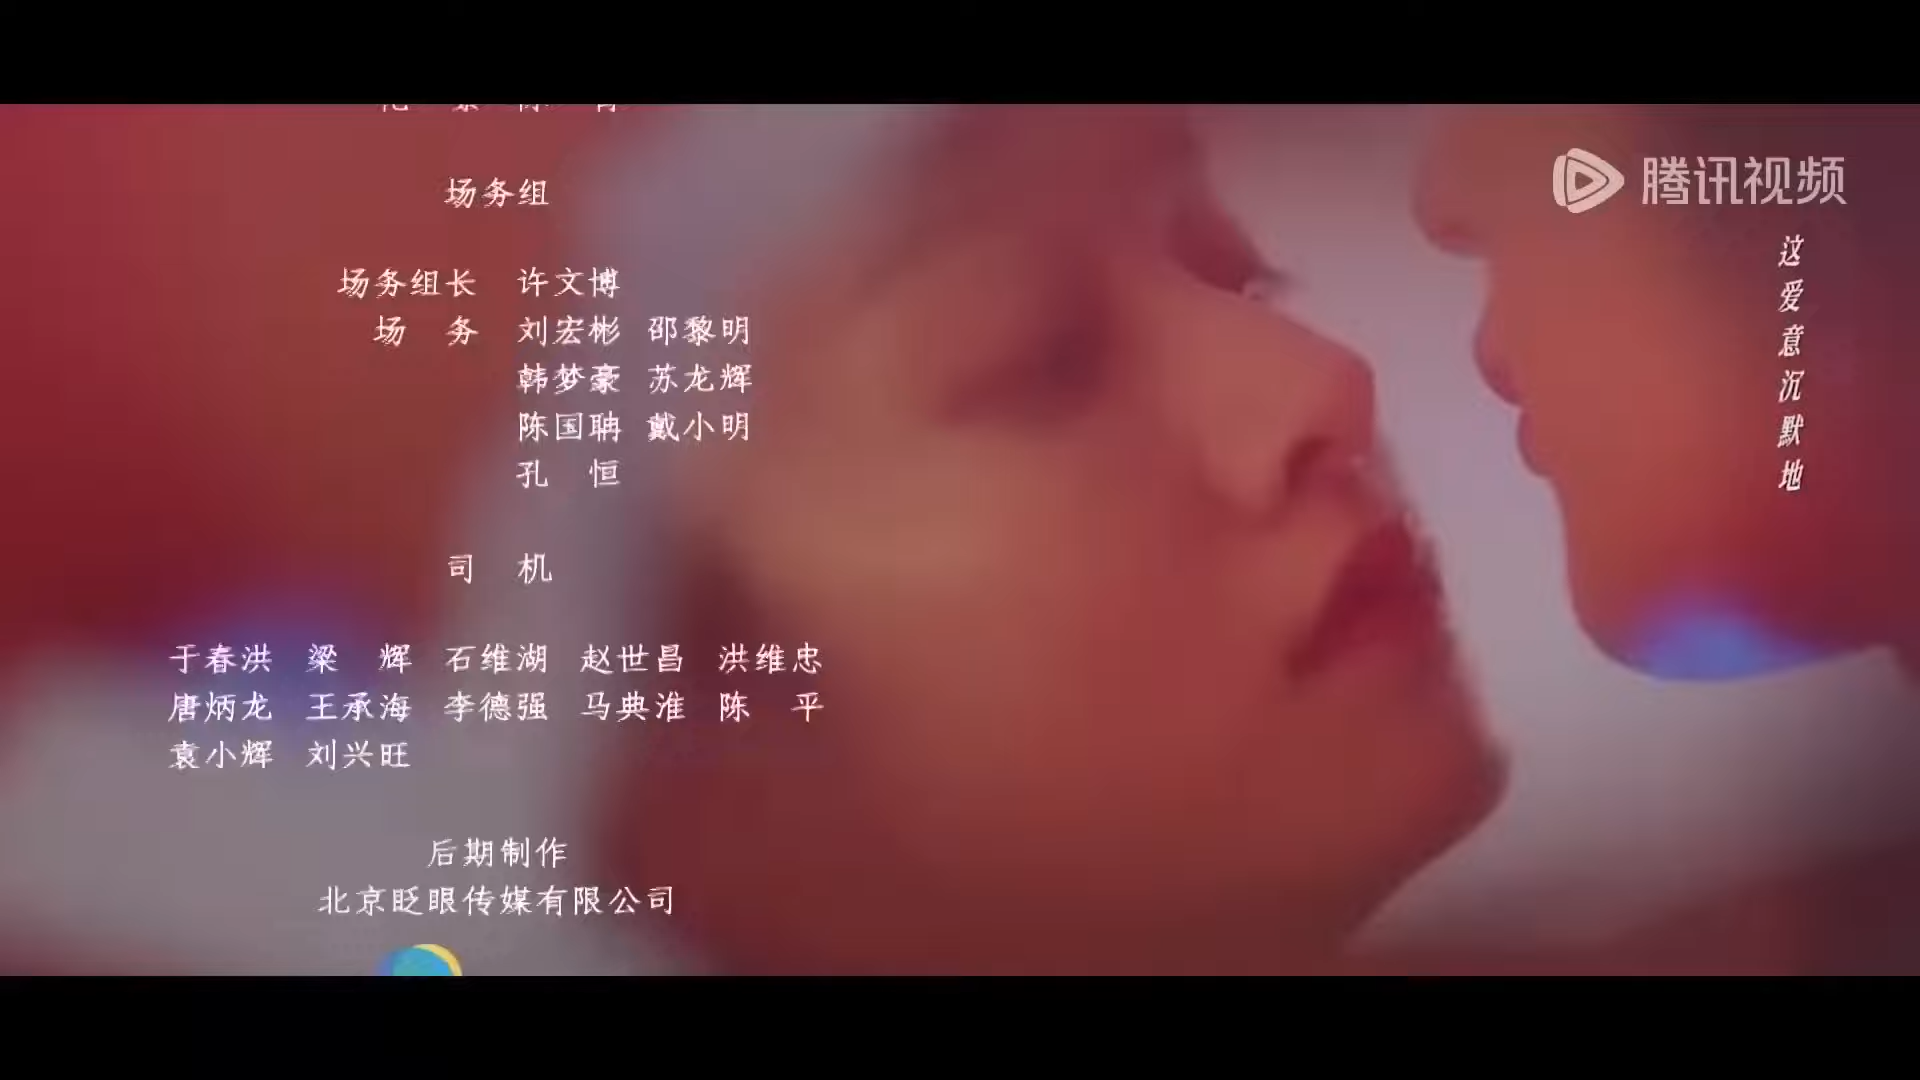 场务组
场务组长 许文博
场 务 刘宏彬 邵黎明
韩梦豪 苏龙辉
陈国聃 戴小明
孔 恒
司 机
于春洪 梁 辉 石维湖 赵世昌 洪维忠
唐炳龙 王承海 李德强 马典淮 陈 平
袁小辉 刘兴旺
后期制作
北京眨眼传媒有限公司
腾讯视频
这爱意沉默地